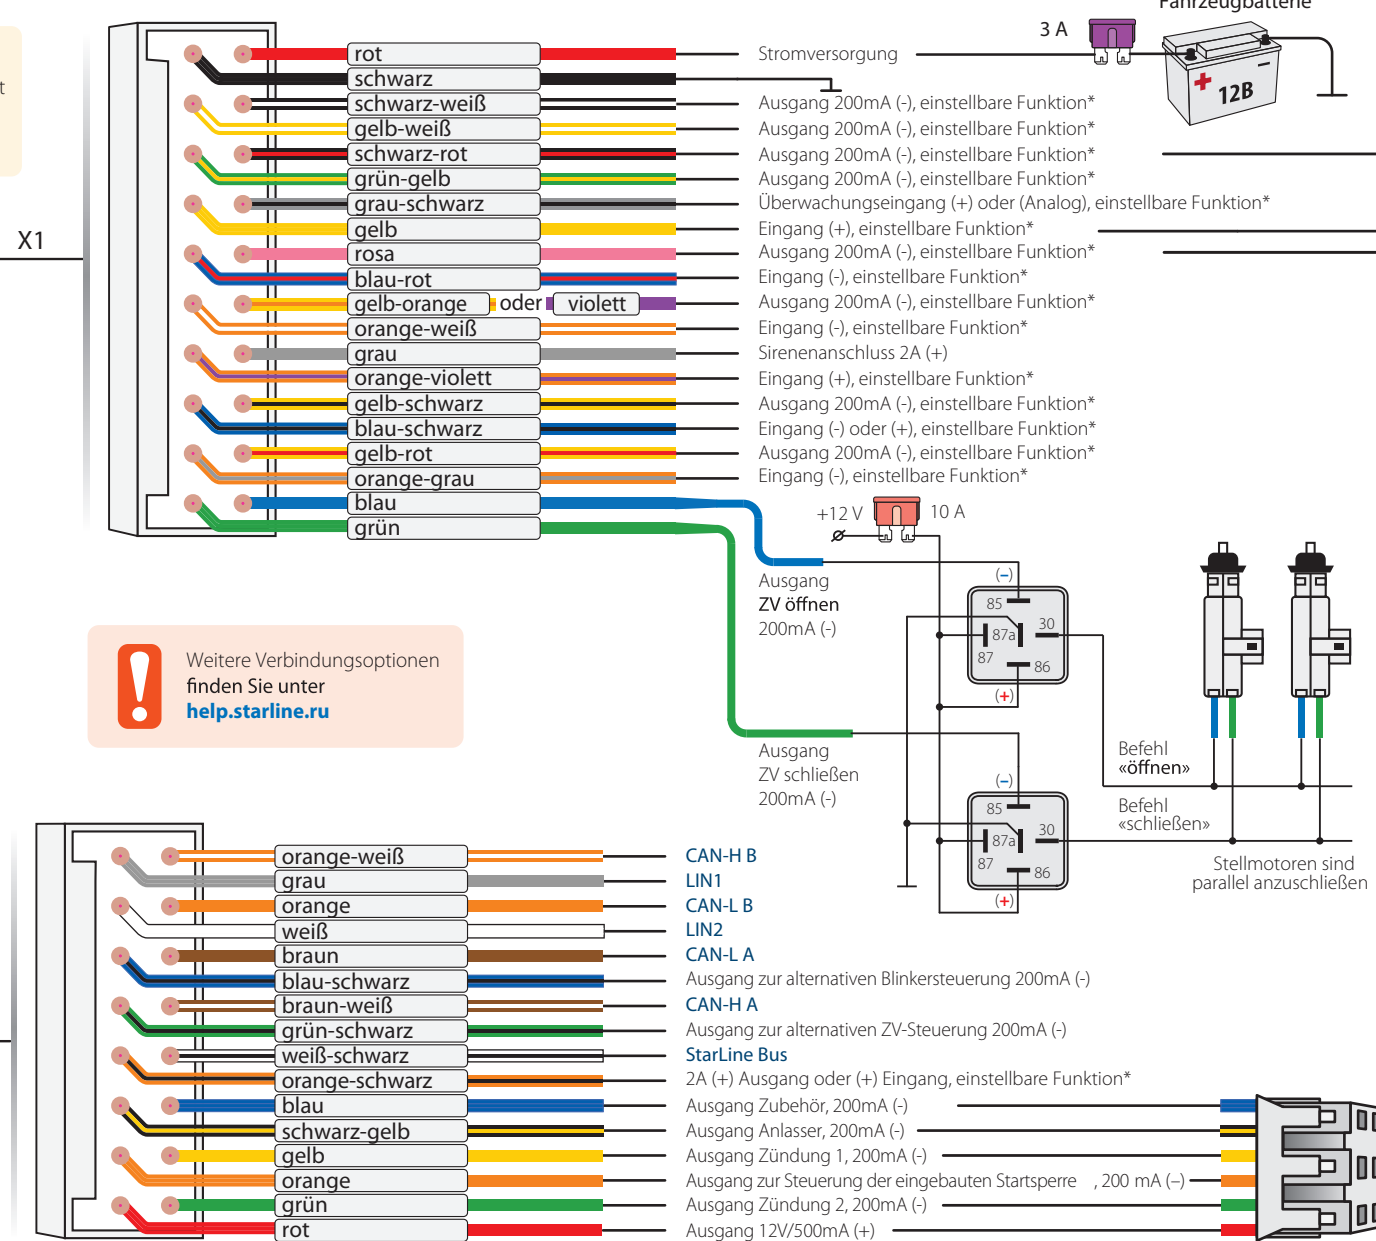 Fahrzeugbatterie
3 A
12B
t
X1
rot
Stromversorgung
schwarz
schwarz-weiß
Ausgang 200mA (-), einstellbare Funktion*
gelb-weiß
Ausgang 200mA (-), einstellbare Funktion*
schwarz-rot
Ausgang 200mA (-), einstellbare Funktion*
grün-gelb
Ausgang 200mA (-), einstellbare Funktion*
grau-schwarz
Überwachungseingang (+) oder (Analog), einstellbare Funktion*
gelb
Eingang (+), einstellbare Funktion*
rosa
Ausgang 200mA (-), einstellbare Funktion*
blau-rot
Eingang (-), einstellbare Funktion*
gelb-orange oder violett
Ausgang 200mA (-), einstellbare Funktion*
orange-weiß
Eingang (-), einstellbare Funktion*
grau
Sirenenanschluss 2A (+)
orange-violett
Eingang (+), einstellbare Funktion*
gelb-schwarz
Ausgang 200mA (-), einstellbare Funktion*
blau-schwarz
Eingang (-) oder (+), einstellbare Funktion*
gelb-rot
Ausgang 200mA (-), einstellbare Funktion*
orange-grau
Eingang (-), einstellbare Funktion*
blau
grün
+12 V
10 A
Ausgang
ZV öffnen
200mA (-)
(–)
85
87a
30
87
86
(+)
Weitere Verbindungsoptionen
finden Sie unter
help.starline.ru
Ausgang
ZV schließen
200mA (-)
(–)
85
87a
30
87
86
(+)
Befehl
«öffnen»
Befehl
«schließen»
Stellmotoren sind
parallel anzuschließen
orange-weiß
CAN-H B
grau
LIN1
orange
CAN-L B
weiß
LIN2
braun
CAN-L A
blau-schwarz
Ausgang zur alternativen Blinkersteuerung 200mA (-)
braun-weiß
CAN-H A
grün-schwarz
Ausgang zur alternativen ZV-Steuerung 200mA (-)
weiß-schwarz
StarLine Bus
orange-schwarz
2A (+) Ausgang oder (+) Eingang, einstellbare Funktion*
blau
Ausgang Zubehör, 200mA (-)
schwarz-gelb
Ausgang Anlasser, 200mA (-)
gelb
Ausgang Zündung 1, 200mA (-)
orange
Ausgang zur Steuerung der eingebauten Startsperre , 200 mA (–)
grün
Ausgang Zündung 2, 200mA (-)
rot
Ausgang 12V/500mA (+)